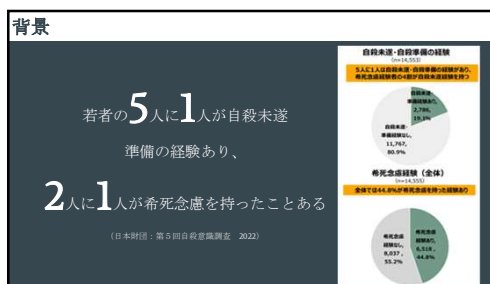 背景
若者の5人に1人が自殺未遂
準備の経験あり、
2人に1人が希死念慮を持ったことある
(日本財団：第５回自殺意識調査　2022)
自殺未遂・自殺準備の経験
(n=14,553)
5人に1人は自殺未遂・自殺準備の経験があり、
希死念慮経験者の4割が自殺未遂経験を持つ
自殺未遂・
準備経験あり,
2,786,
19.1%
自殺未遂・
準備経験なし,
11,767,
80.9%
希死念慮経験（全体）
(n=14,555)
全体では44.8%が希死念慮を持った経験あり
希死念慮
経験なし,
8,037,
55.2%
希死念慮
経験あり,
6,518,
44.8%